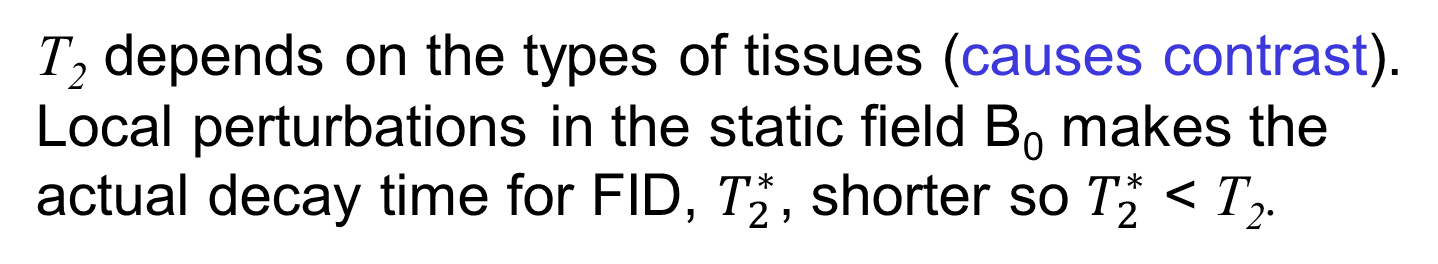 T₂ depends on the types of tissues (causes contrast).
Local perturbations in the static field B₀ makes the
actual decay time for FID, T₂*, shorter so T₂* < T₂.